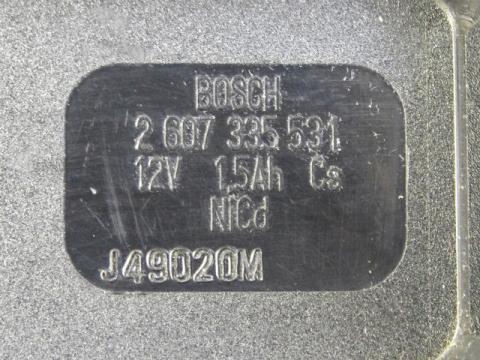 BOSCH
2 607 335 531
12V 1,5Ah Cs
NiCd
J49020M